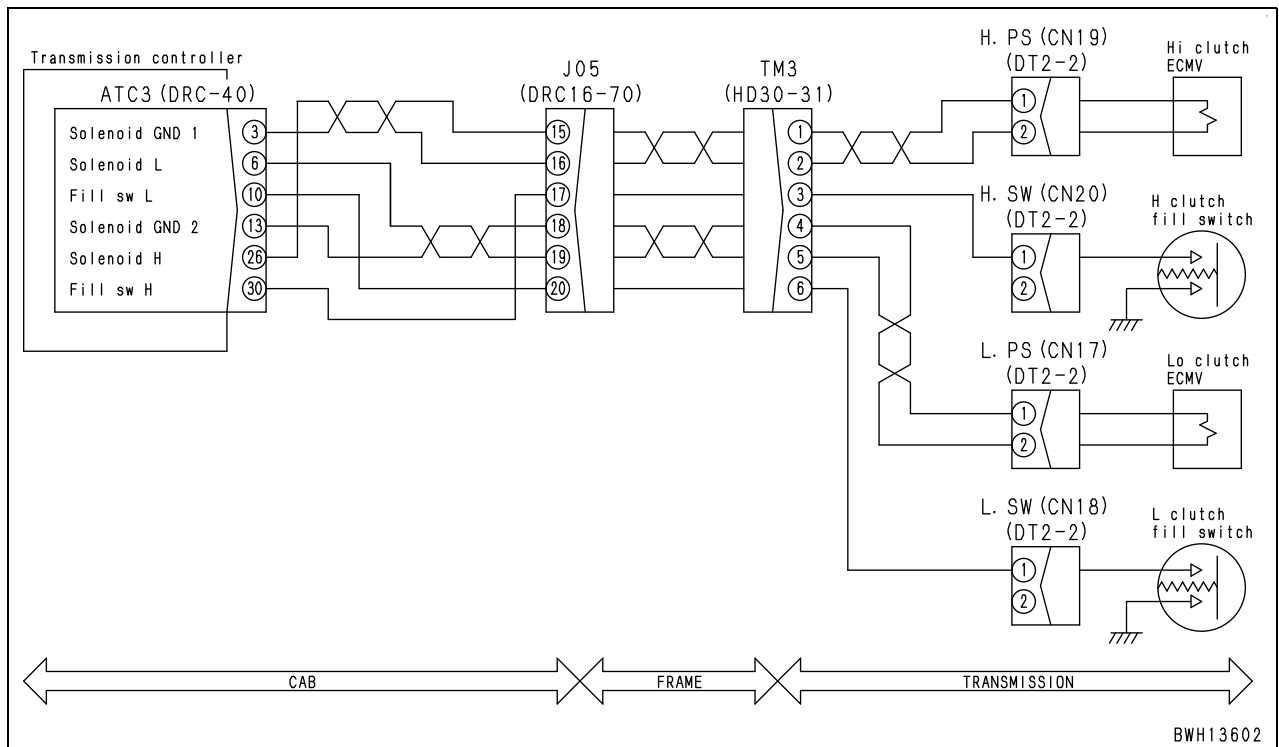 Transmission controller
ATC3 (DRC-40)
Solenoid GND 1
3
Solenoid L
6
Fill sw L
10
Solenoid GND 2
13
Solenoid H
26
Fill sw H
30
J05
(DRC16-70)
15
16
17
18
19
20
TM3
(HD30-31)
1
2
3
4
5
6
H. PS (CN19)
(DT2-2)
1
2
Hi clutch
ECMV
H. SW (CN20)
(DT2-2)
1
2
H clutch
fill switch
L. PS (CN17)
(DT2-2)
1
2
Lo clutch
ECMV
L. SW (CN18)
(DT2-2)
1
2
L clutch
fill switch
CAB
FRAME
TRANSMISSION
BWH13602